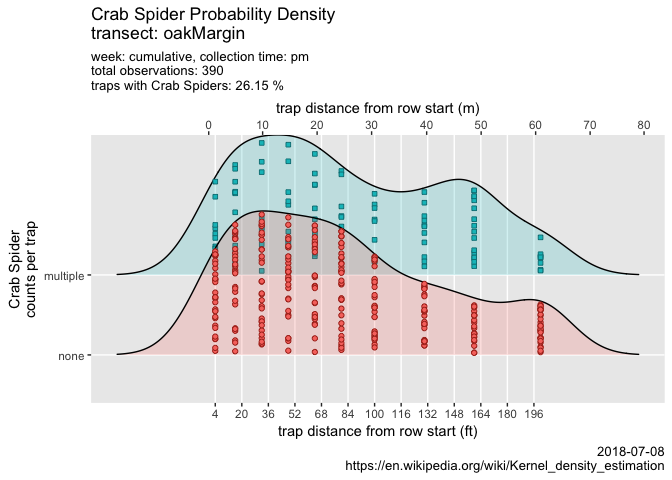 Crab Spider Probability Density
transect: oakMargin
week: cumulative, collection time: pm
total observations: 390
traps with Crab Spiders: 26.15 %
trap distance from row start (m)
0 10 20 30 40 50 60 70 80
Crab Spider
counts per trap
multiple
none
4 20 36 52 68 84 100 116 132 148 164 180 196
trap distance from row start (ft)
2018-07-08
https://en.wikipedia.org/wiki/Kernel_density_estimation